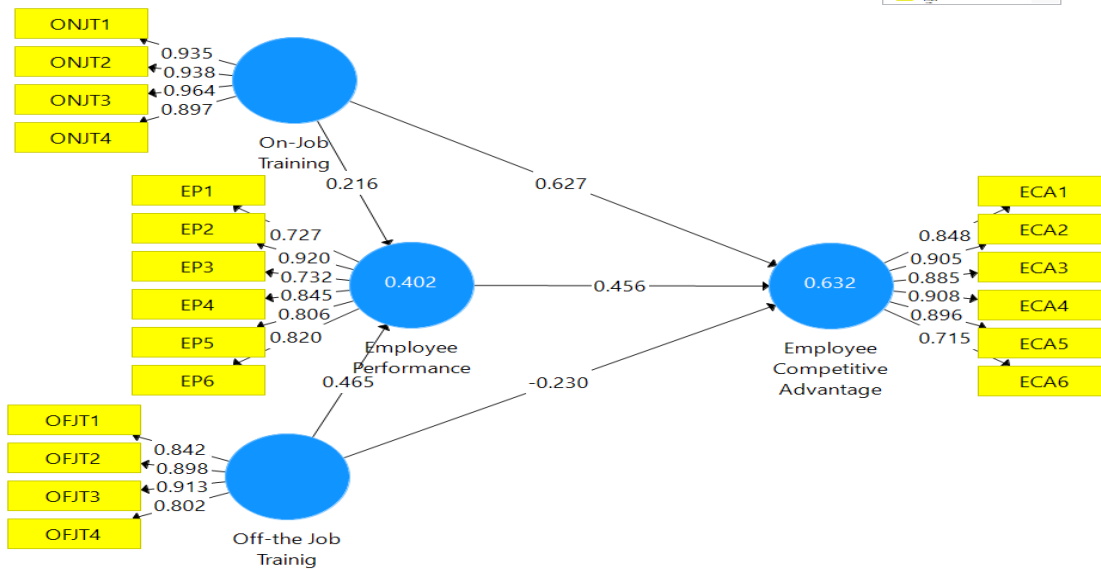 ONJT1
ONJT2
ONJT3
ONJT4
0.935
0.938
0.964
0.897
On-Job
Training
0.216
0.627
EP1
EP2
EP3
EP4
EP5
EP6
0.727
0.920
0.732
0.845
0.806
0.820
0.402
Employee
Performance
0.456
0.465
-0.230
0.632
Employee
Competitive
Advantage
0.848
0.905
0.885
0.908
0.896
0.715
ECA1
ECA2
ECA3
ECA4
ECA5
ECA6
OFJT1
OFJT2
OFJT3
OFJT4
0.842
0.898
0.913
0.802
Off-the Job
Trainig